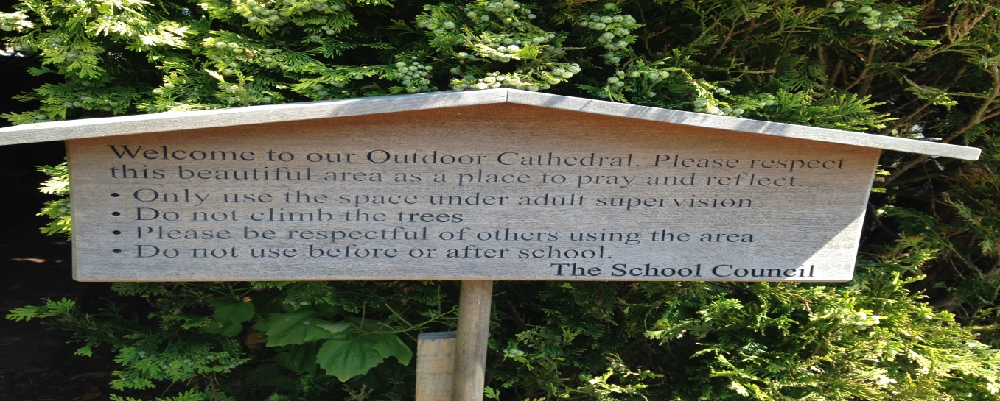 Welcome to our Outdoor Cathedral. Please respect
this beautiful area as a place to pray and reflect.
• Only use the space under adult supervision
• Do not climb the trees
• Please be respectful of others using the area
• Do not use before or after school.
The School Council